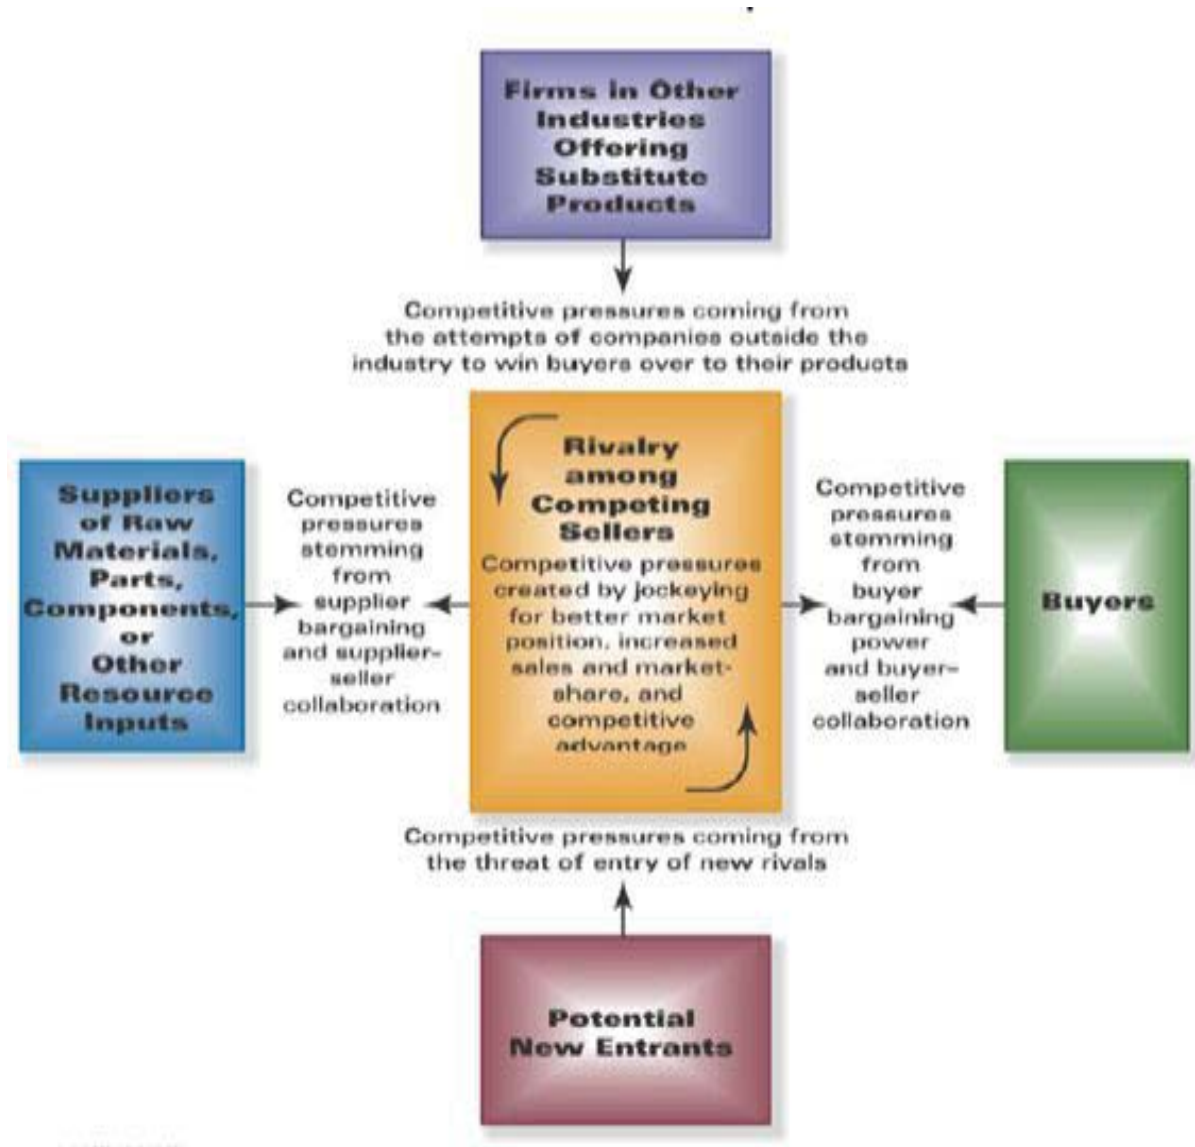 Firms in Other
Industries
Offering
Substitute
Products
Competitive pressures coming from
the attempts of companies outside the
industry to win buyers over to their products
Suppliers
of Raw
Materials,
Parts,
Components,
or
Other
Resource
Inputs
Competitive
pressures
stemming
from
supplier
bargaining
and supplier-
seller
collaboration
Rivalry
among
Competing
Sellers
Competitive pressures
created by jockeying
for better market
position, increased
sales and market-
share, and
competitive
advantage
Competitive
pressures
stemming
from
buyer
bargaining
power
and buyer-
seller
collaboration
Buyers
Competitive pressures coming from
the threat of entry of new rivals
Potential
New Entrants